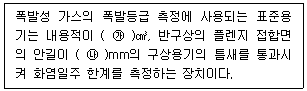 폭발성 가스의 폭발등급 측정에 사용되는 표준용
기는 내용적이 ( ㉮ )㎤, 반구상의 플렌지 접합면
의 안길이 ( ㉯ )mm의 구상용기의 틈새를 통과시
켜 화염일주 한계를 측정하는 장치이다.